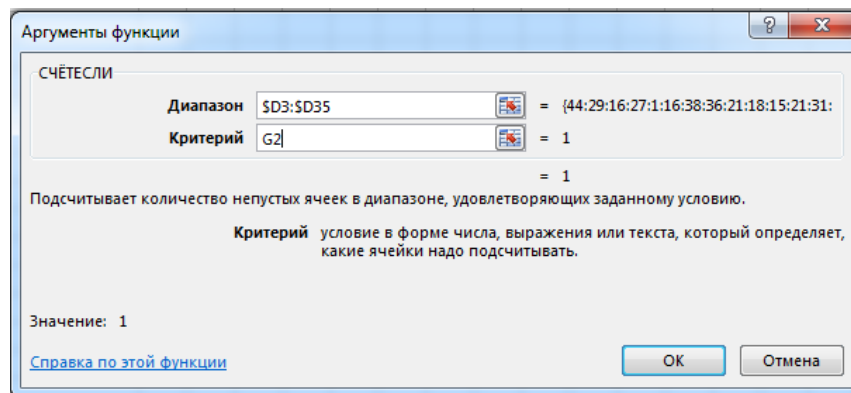 Аргументы функции
СЧЁТЕСЛИ
Диапазон $D3:$D35 = {44:29:16:27:1:16:38:36:21:18:15:21:31:
Критерий G2 = 1
= 1
Подсчитывает количество непустых ячеек в диапазоне, удовлетворяющих заданному условию.
Критерий условие в форме числа, выражения или текста, который определяет,
какие ячейки надо подсчитывать.
Значение: 1
Справка по этой функции ОК Отмена